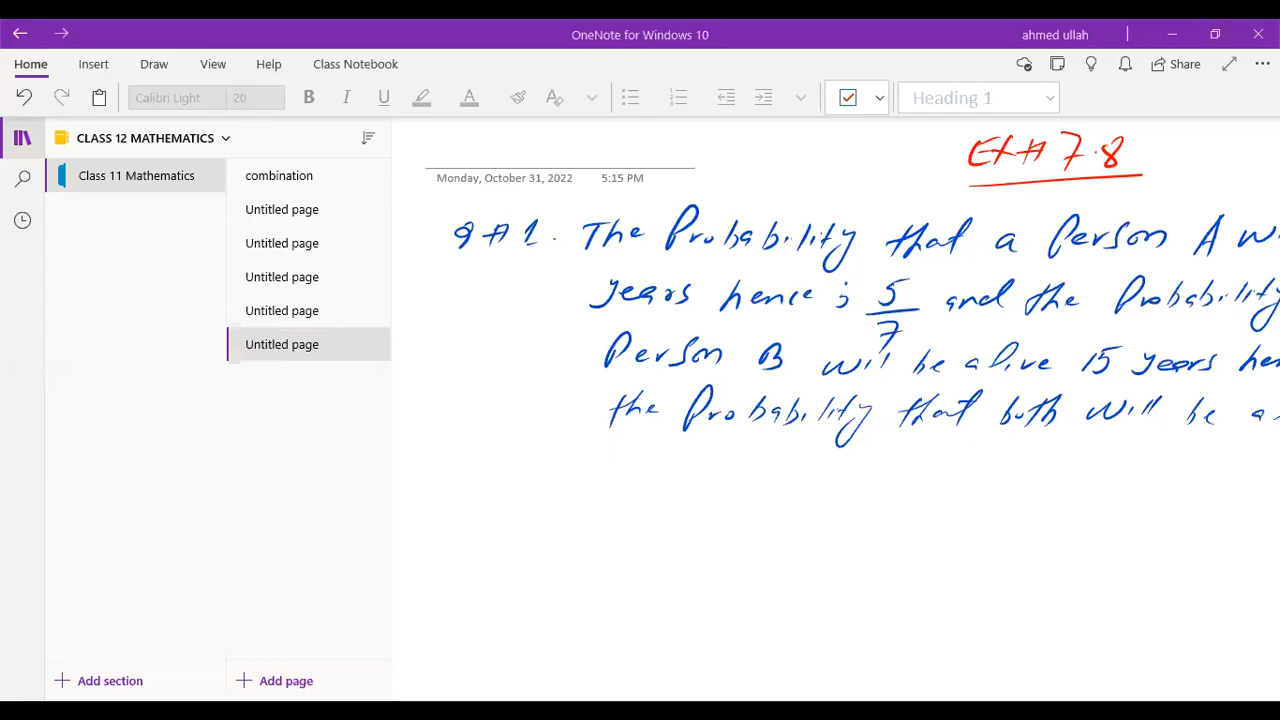 OneNote for Windows 10
ahmed ullah
Home Insert Draw View Help Class Notebook
Share
Calibri Light 20
B I U A
Heading 1
CLASS 12 MATHEMATICS
Class 11 Mathematics
combination
Untitled page
Untitled page
Untitled page
Untitled page
Untitled page
Add section
Add page
Monday, October 31, 2022 5:15 PM
EX# 7.8
Q#1. The Probability that a Person A
years hence is 5/7 and the Probability
Person B will be alive 15 years
the Probability that both will be